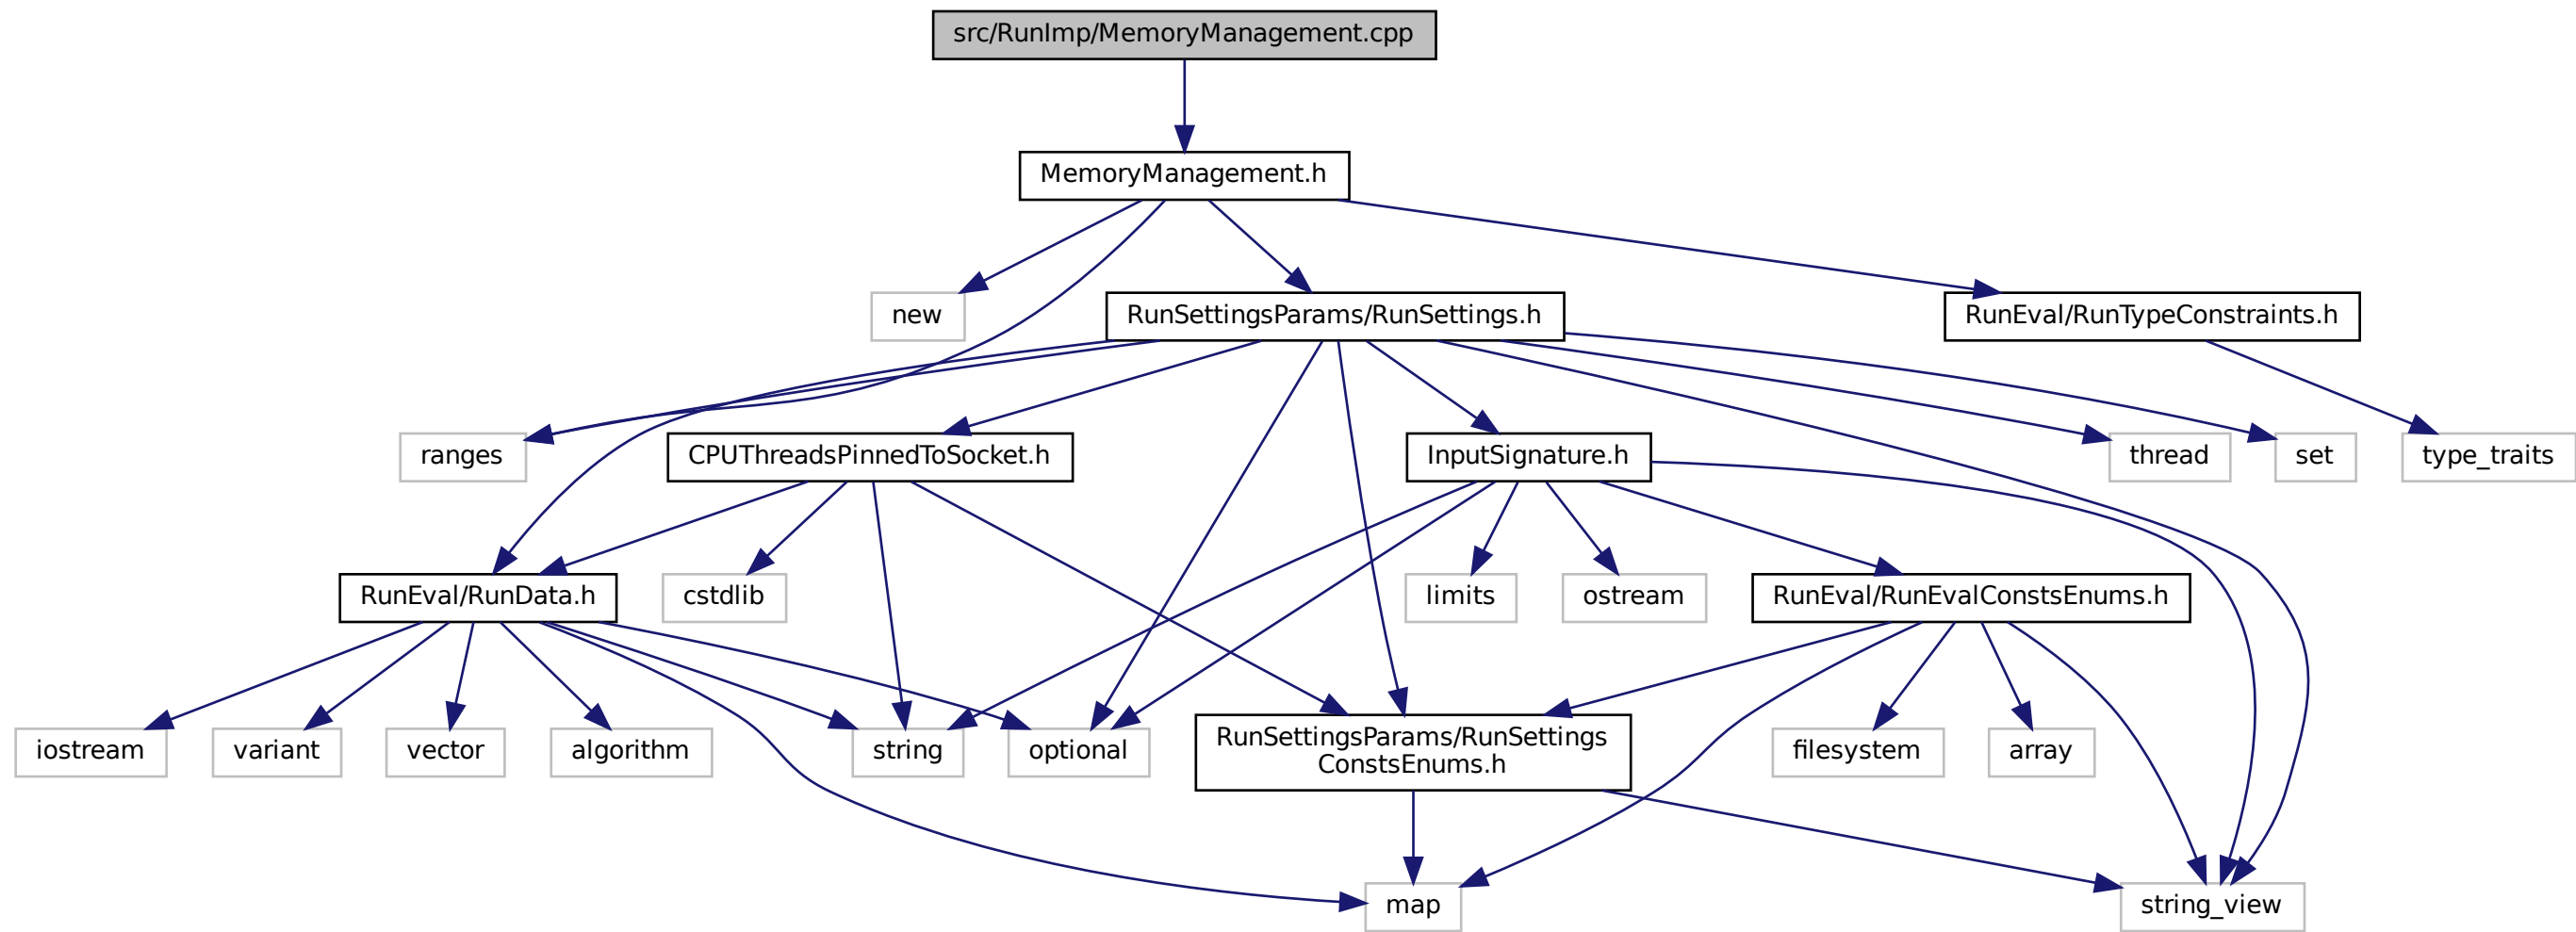 src/RunImp/MemoryManagement.cpp
MemoryManagement.h
new
RunSettingsParams/RunSettings.h
RunEval/RunTypeConstraints.h
ranges
CPUThreadsPinnedToSocket.h
InputSignature.h
thread
set
type_traits
RunEval/RunData.h
cstdlib
limits
ostream
RunEval/RunEvalConstsEnums.h
iostream
variant
vector
algorithm
string
optional
RunSettingsParams/RunSettings
ConstsEnums.h
filesystem
array
map
string_view